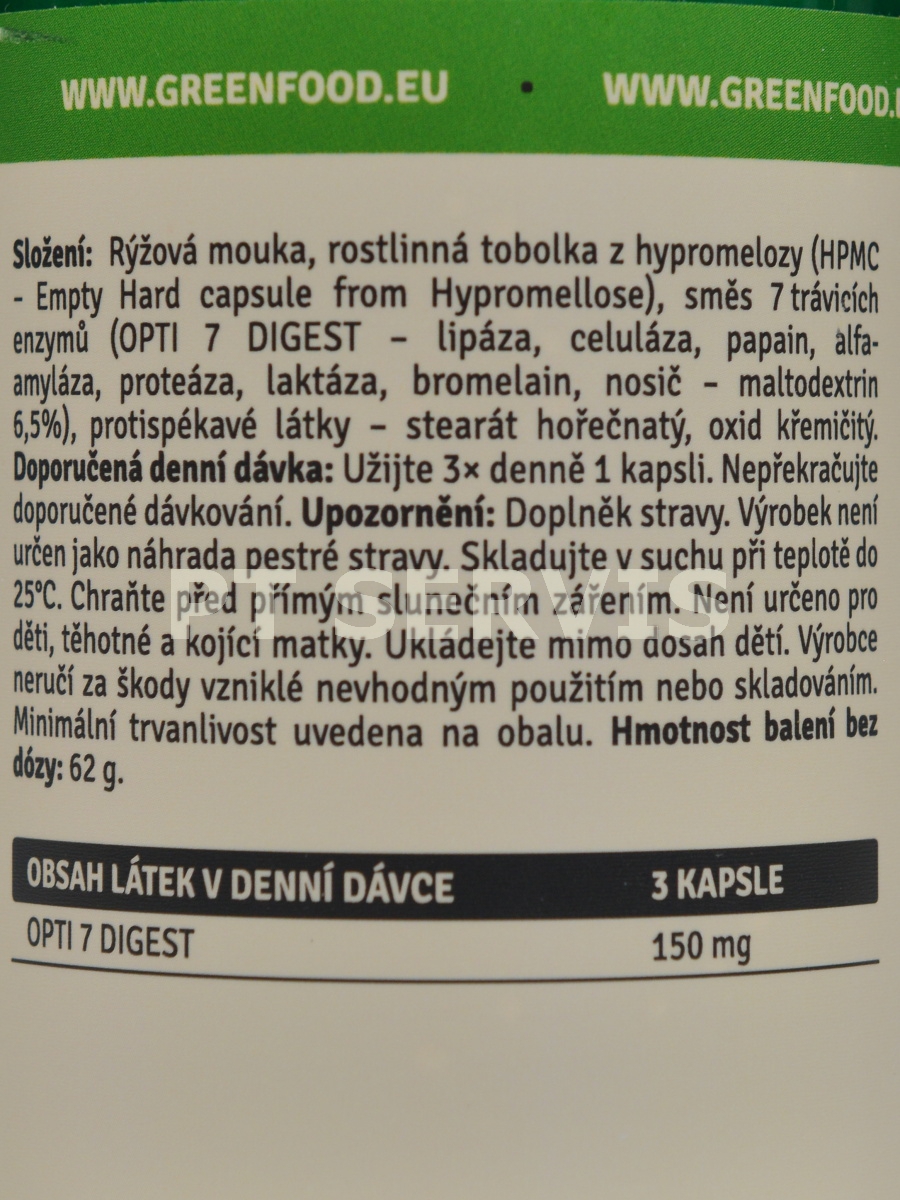 WWW.GREENFOOD.EU • WWW.GREENFOOD.
Složení: Rýžová mouka, rostlinná tobolka z hypromelozy (HPMC
- Empty Hard capsule from Hypromellose), směs 7 trávicích
enzymů (OPTI 7 DIGEST – lipáza, celuláza, papain, alfa-
amyláza, proteáza, laktáza, bromelain, nosič – maltodextrin
6,5%), protispékavé látky – stearát hořečnatý, oxid křemičitý.
Doporučená denní dávka: Užijte 3× denně 1 kapsli. Nepřekračujte
doporučené dávkování. Upozornění: Doplněk stravy. Výrobek není
určen jako náhrada pestré stravy. Skladujte v suchu při teplotě do
25°C. Chraňte před přímým slunečním zářením. Není určeno pro
děti, těhotné a kojící matky. Ukládejte mimo dosah dětí. Výrobce
neručí za škody vzniklé nevhodným použitím nebo skladováním.
Minimální trvanlivost uvedena na obalu. Hmotnost balení bez
dózy: 62 g.
PT SERVIS
OBSAH LÁTEK V DENNÍ DÁVCE 3 KAPSLE
OPTI 7 DIGEST 150 mg